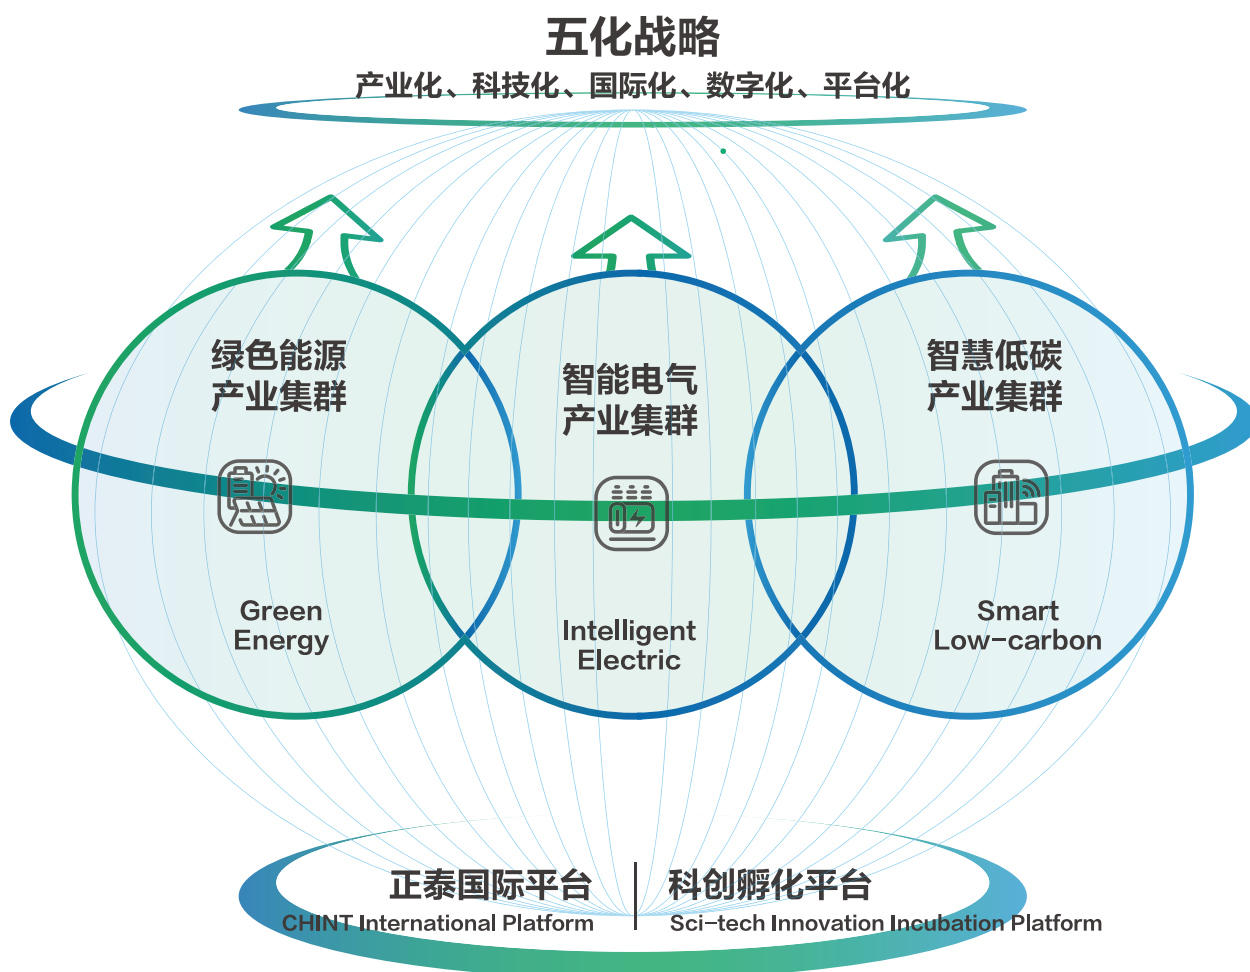 五化战略
产业化、科技化、国际化、数字化、平台化
绿色能源
产业集群
Green
Energy
智能电气
产业集群
Intelligent
Electric
智慧低碳
产业集群
Smart
Low-carbon
正泰国际平台
CHINT International Platform
科创孵化平台
Sci-tech Innovation Incubation Platform